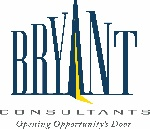 BRYANT
CONSULTANTS
Opening Opportunity's Door